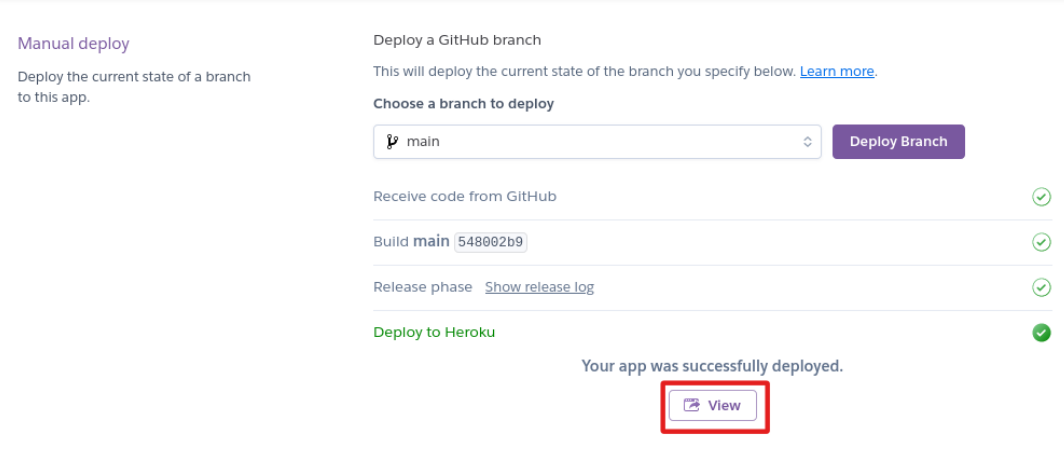 Manual deploy
Deploy the current state of a branch
to this app.
Deploy a GitHub branch
This will deploy the current state of the branch you specify below. Learn more.
Choose a branch to deploy
main
Deploy Branch
Receive code from GitHub
Build main 548002b9
Release phase Show release log
Deploy to Heroku
Your app was successfully deployed.
View